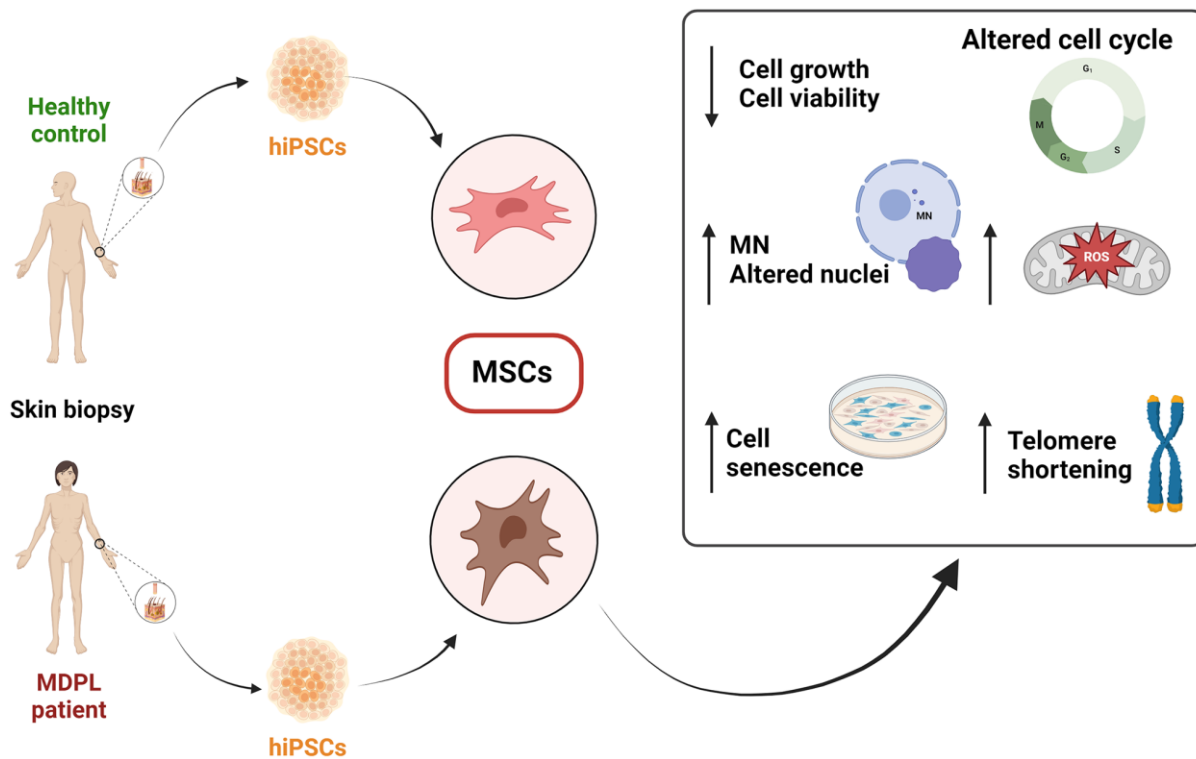 Healthy
control
hiPSCs
Skin biopsy
MSCs
MDPL
patient
hiPSCs
Cell growth
Cell viability
Altered cell cycle
G₁
M
G₂
S
MN
Altered nuclei
MN
ROS
Cell
senescence
Telomere
shortening